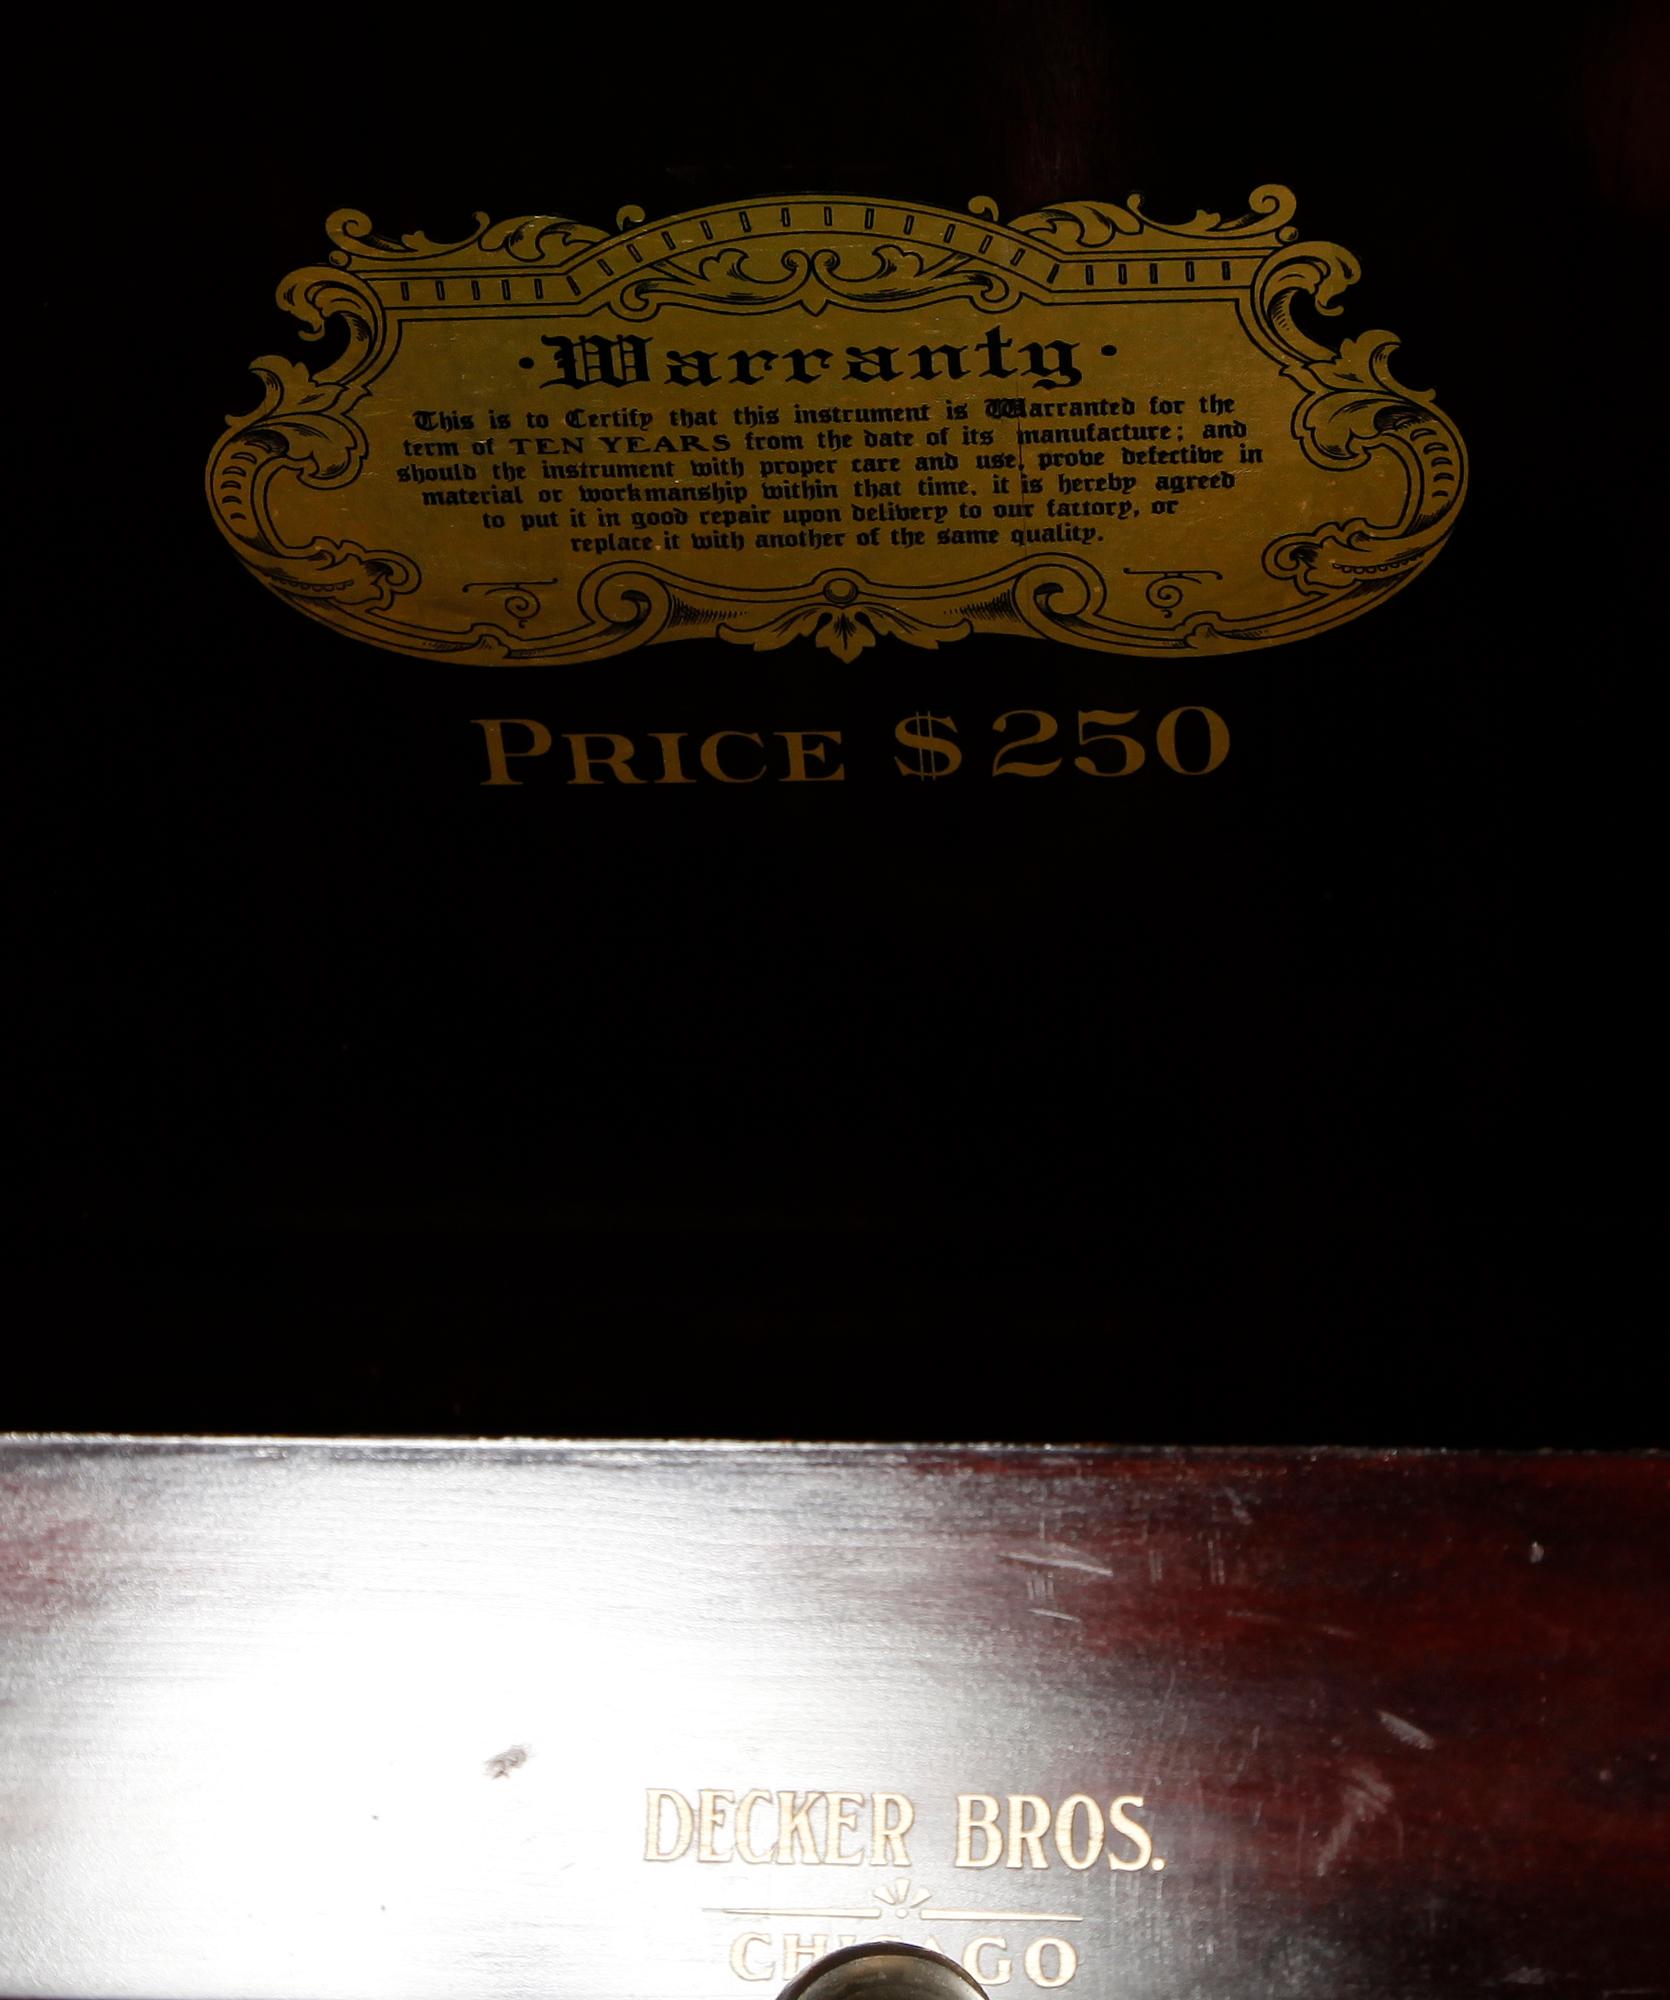 ·Warranty·
This is to Certify that this instrument is Warranted for the
term of TEN YEARS from the date of its manufacture; and
should the instrument with proper care and use, prove defective in
material or workmanship within that time, it is hereby agreed
to put it in good repair upon delivery to our factory, or
replace it with another of the same quality.
PRICE $250
DECKER BROS.
CHICAGO